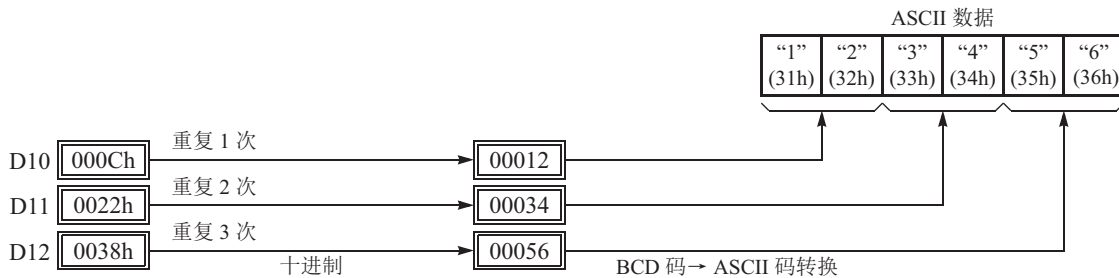 ASCII 数据
“1” “2” “3” “4” “5” “6”
(31h) (32h) (33h) (34h) (35h) (36h)
D10 000Ch 重复 1 次 00012
D11 0022h 重复 2 次 00034
D12 0038h 重复 3 次 00056
十进制 BCD 码→ ASCII 码转换